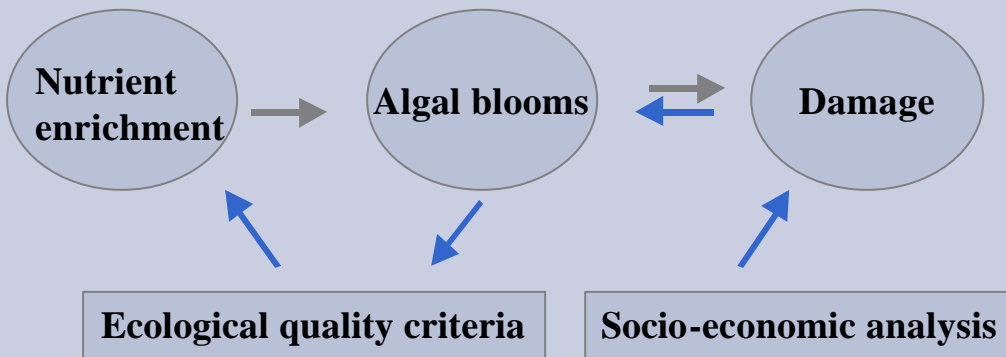 Nutrient
enrichment
Algal blooms
Damage
Ecological quality criteria
Socio-economic analysis